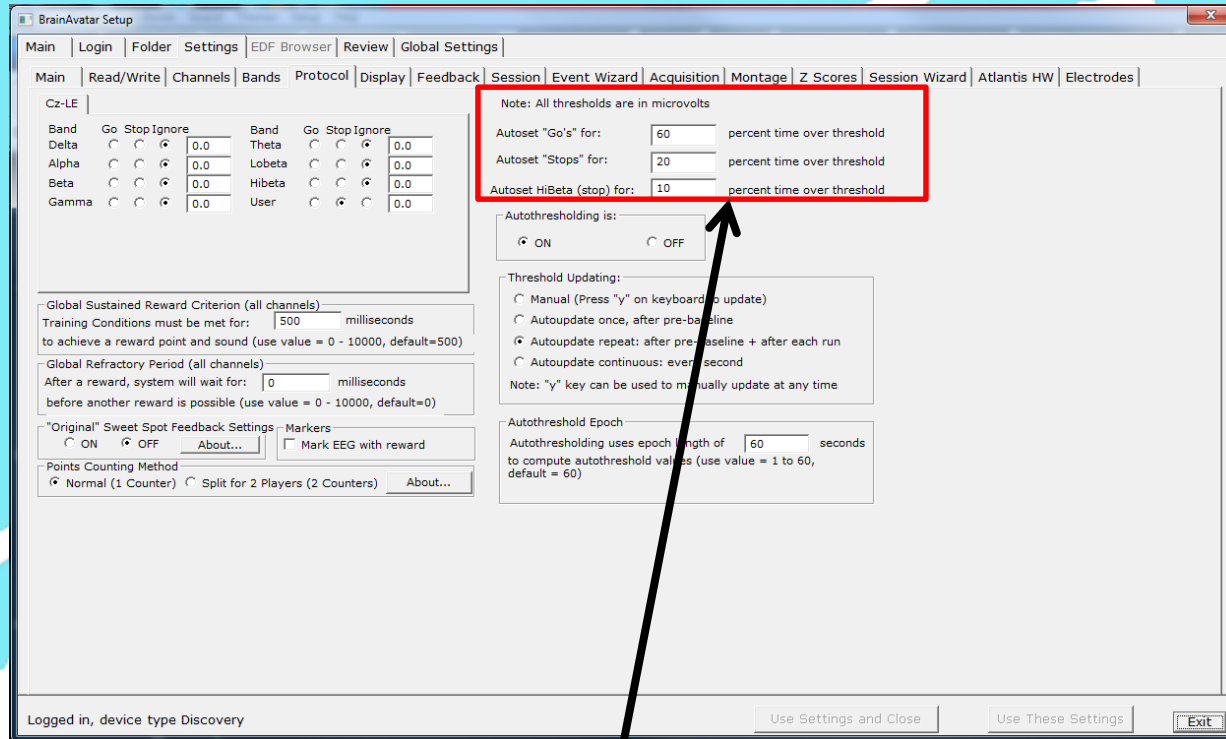 BrainAvatar Setup
Main Login Folder Settings EDF Browser Review Global Settings
Main Read/Write Channels Bands Protocol Display Feedback Session Event Wizard Acquisition Montage Z Scores Session Wizard Atlantis HW Electrodes
Cz-LE
Band Go Stop Ignore Band Go Stop Ignore
Delta 0.0 Theta 0.0
Alpha 0.0 Lobeta 0.0
Beta 0.0 Hibeta 0.0
Gamma 0.0 User 0.0
Global Sustained Reward Criterion (all channels)
Training Conditions must be met for: 500 milliseconds
to achieve a reward point and sound (use value = 0 - 10000, default=500)
Global Refractory Period (all channels)
After a reward, system will wait for: 0 milliseconds
before another reward is possible (use value = 0 - 10000, default=0)
"Original" Sweet Spot Feedback Settings
ON OFF About...
Markers
Mark EEG with reward
Points Counting Method
Normal (1 Counter) Split for 2 Players (2 Counters) About...
Note: All thresholds are in microvolts
Autoset "Go's" for: 60 percent time over threshold
Autoset "Stops" for: 20 percent time over threshold
Autoset HiBeta (stop) for: 10 percent time over threshold
Autothresholding is:
ON OFF
Threshold Updating:
Manual (Press "y" on keyboard to update)
Autoupdate once, after pre-baseline
Autoupdate repeat: after pre-baseline + after each run
Autoupdate continuous: every second
Note: "y" key can be used to manually update at any time
Autothreshold Epoch
Autothresholding uses epoch length of 60 seconds
to compute autothreshold values (use value = 1 to 60,
default = 60)
Logged in, device type Discovery
Use Settings and Close Use These Settings Exit